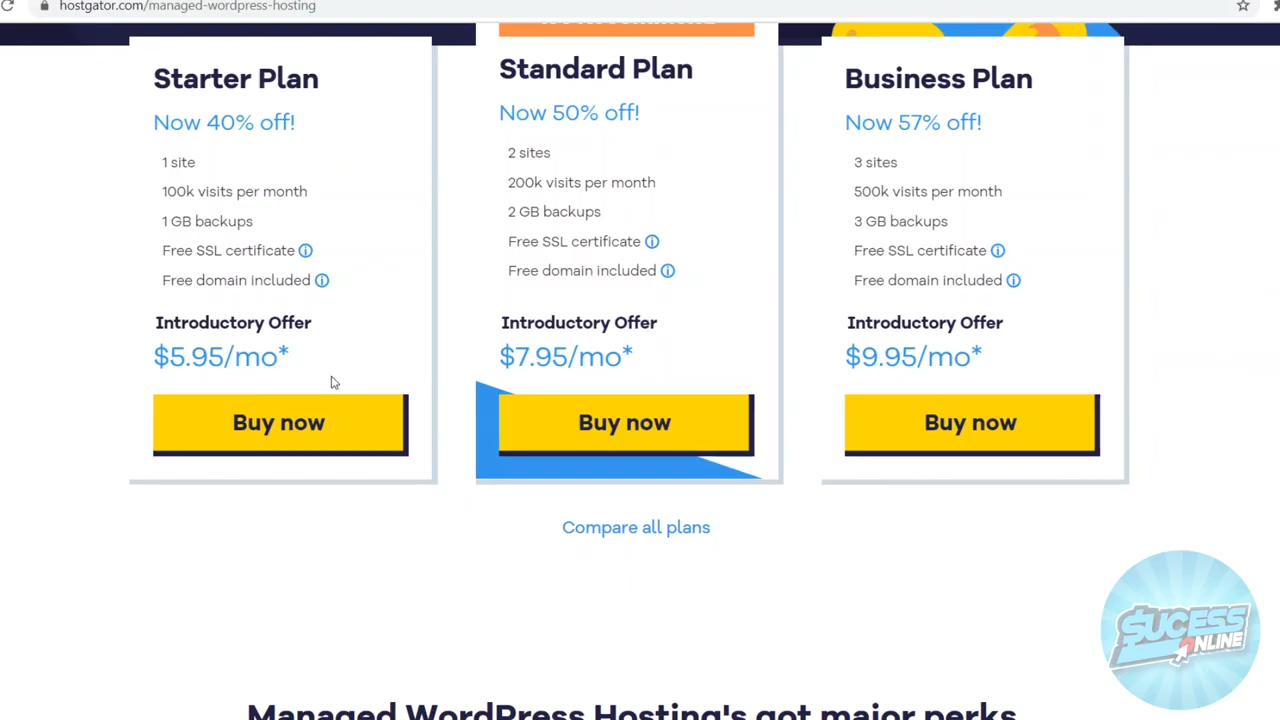 hostgator.com/managed-wordpress-hosting
Starter Plan
Now 40% off!
1 site
100k visits per month
1 GB backups
Free SSL certificate
Free domain included
Introductory Offer
$5.95/mo*
Buy now
Standard Plan
Now 50% off!
2 sites
200k visits per month
2 GB backups
Free SSL certificate
Free domain included
Introductory Offer
$7.95/mo*
Buy now
Business Plan
Now 57% off!
3 sites
500k visits per month
3 GB backups
Free SSL certificate
Free domain included
Introductory Offer
$9.95/mo*
Buy now
Compare all plans
$UCESS
ONLINE
Managed WordPress Hosting's got major perks